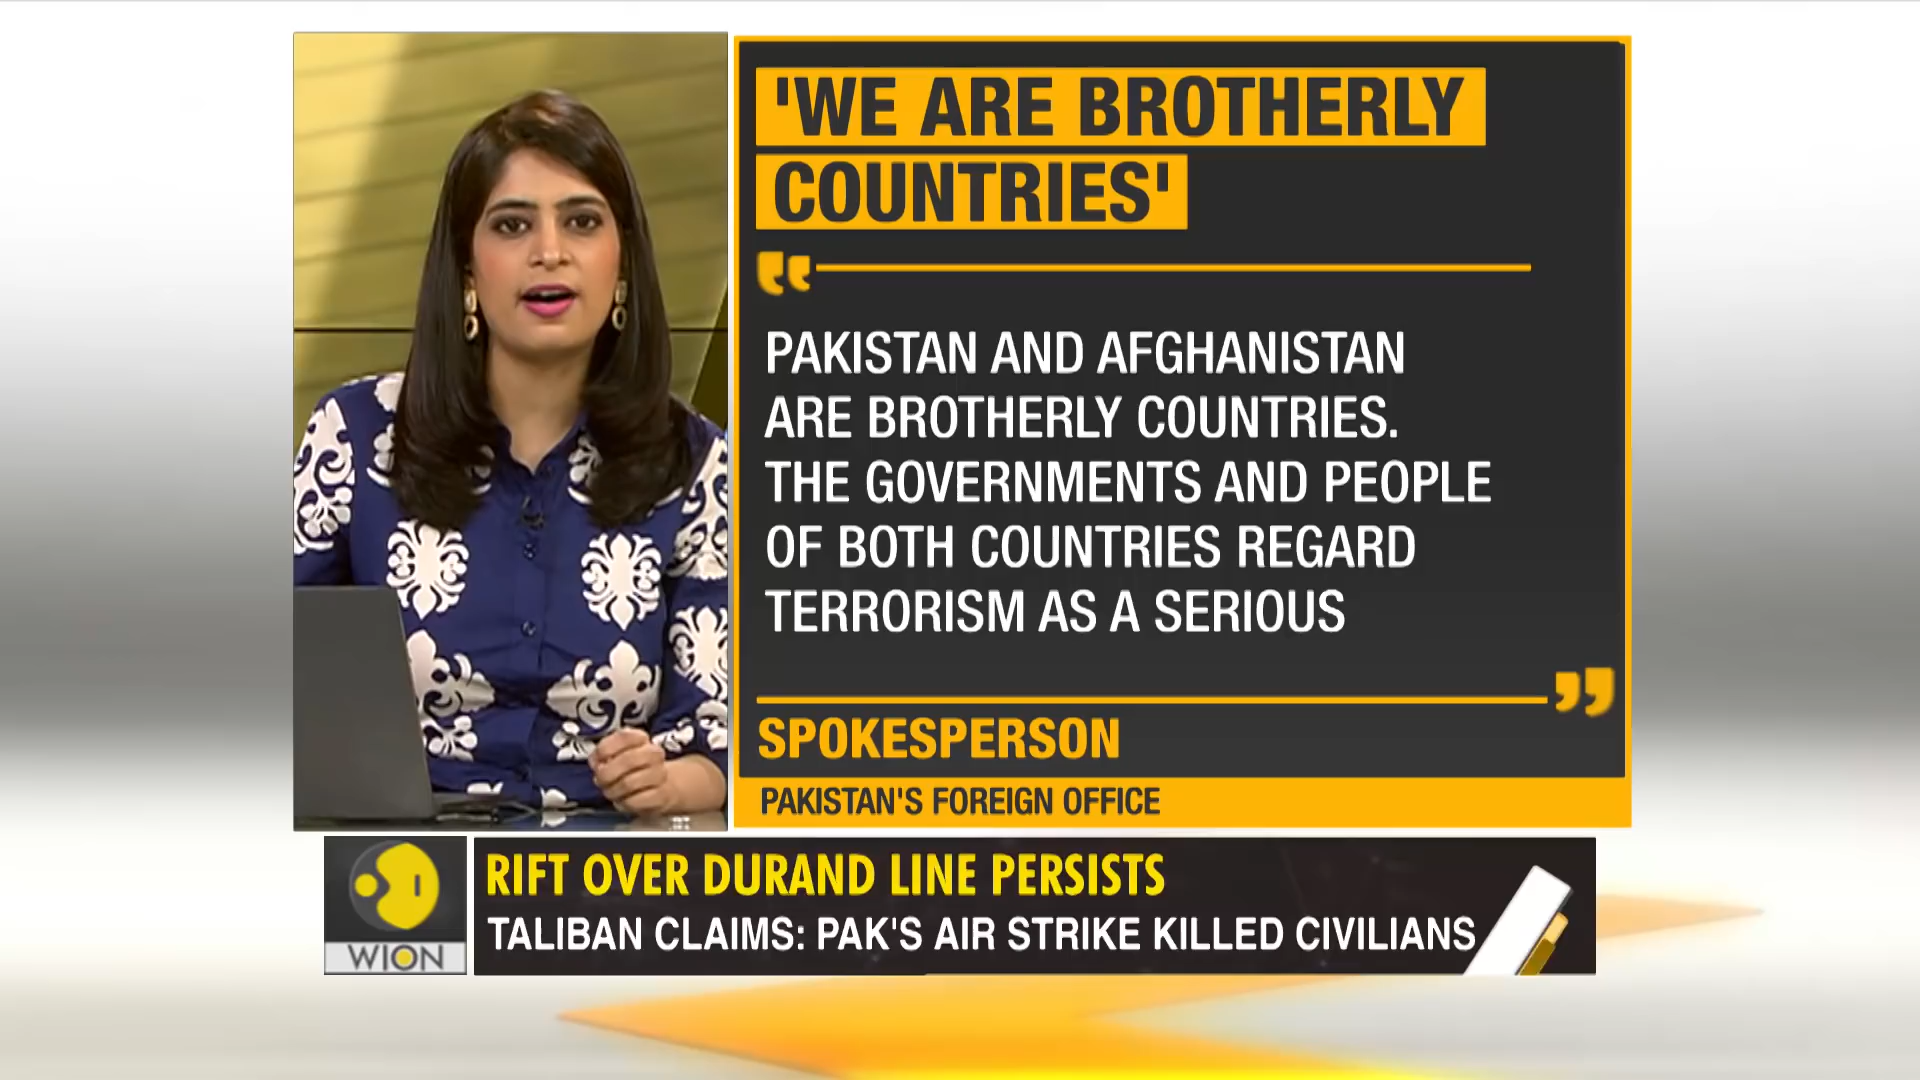 'WE ARE BROTHERLY
COUNTRIES'
PAKISTAN AND AFGHANISTAN
ARE BROTHERLY COUNTRIES.
THE GOVERNMENTS AND PEOPLE
OF BOTH COUNTRIES REGARD
TERRORISM AS A SERIOUS
SPOKESPERSON
PAKISTAN'S FOREIGN OFFICE
RIFT OVER DURAND LINE PERSISTS
TALIBAN CLAIMS: PAK'S AIR STRIKE KILLED CIVILIANS
WION